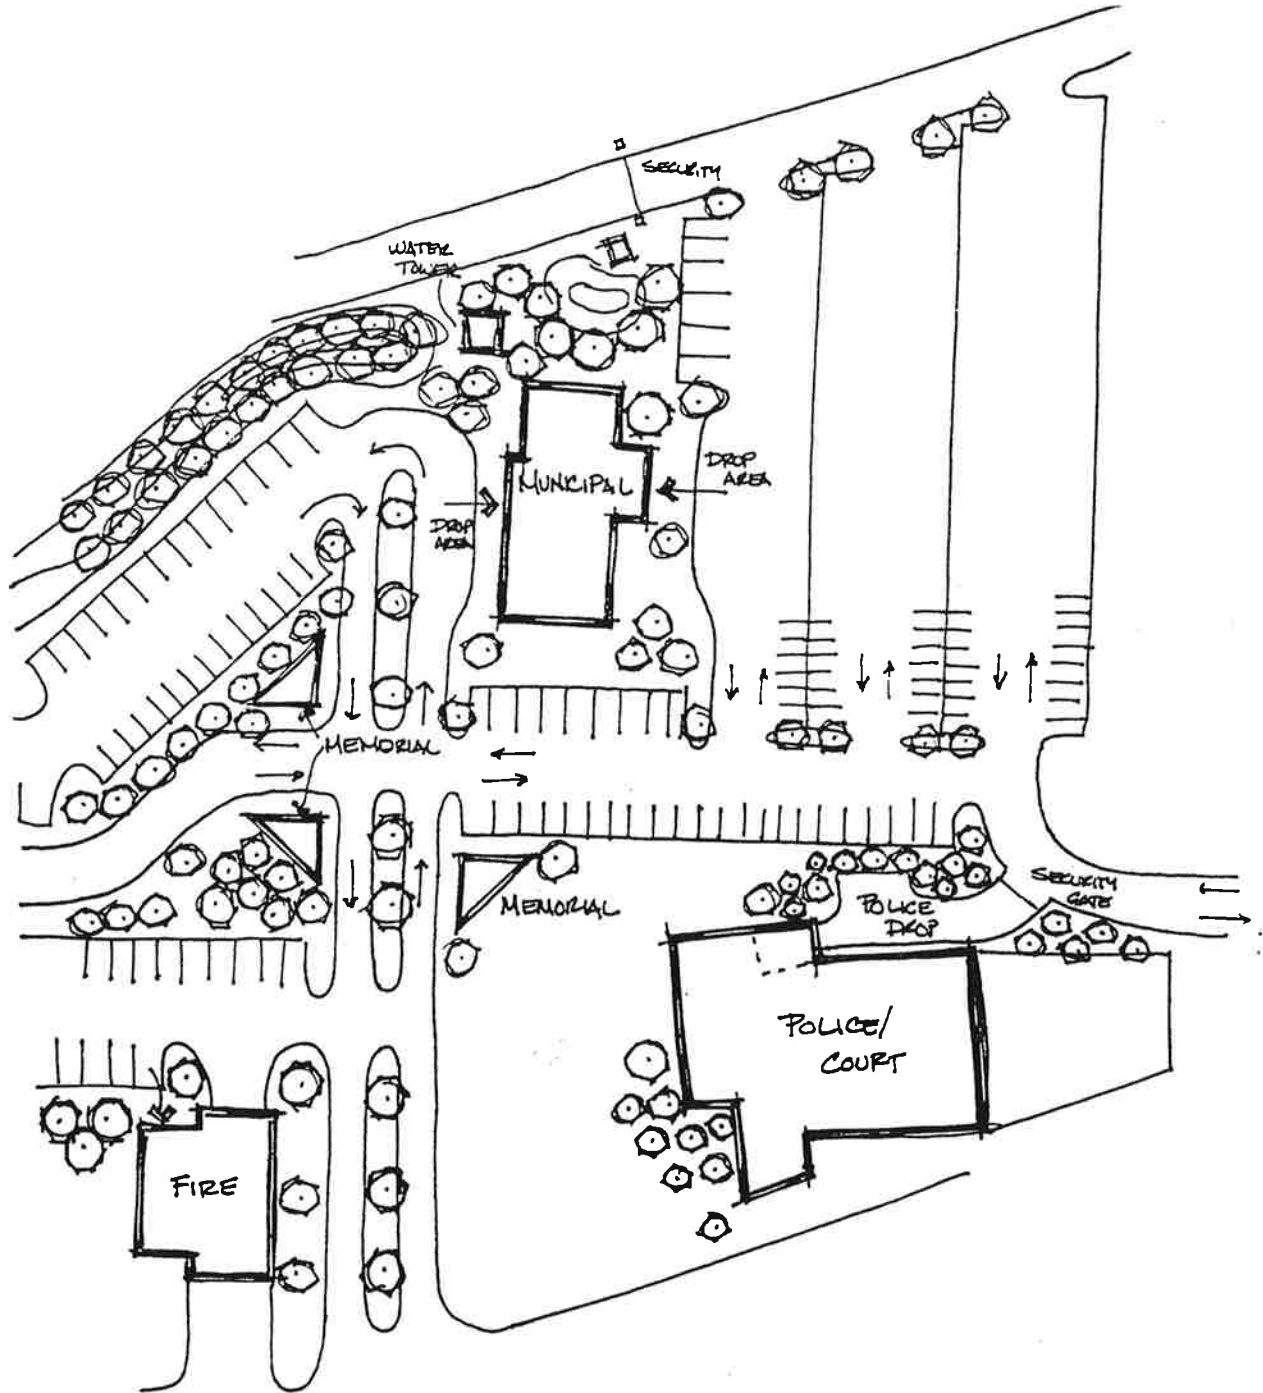 SECURITY
WATER
TOWER
MUNICIPAL
DROP
AREA
DROP
AREA
MEMORIAL
MEMORIAL
SECURITY
GATE
POLICE
DROP
POLICE/
COURT
FIRE